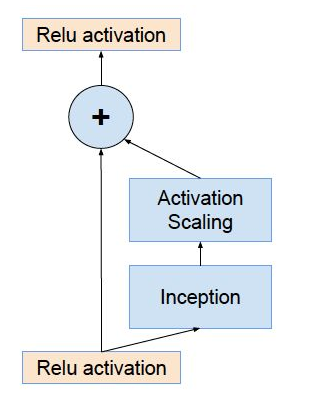 Relu activation
+
Activation
Scaling
Inception
Relu activation